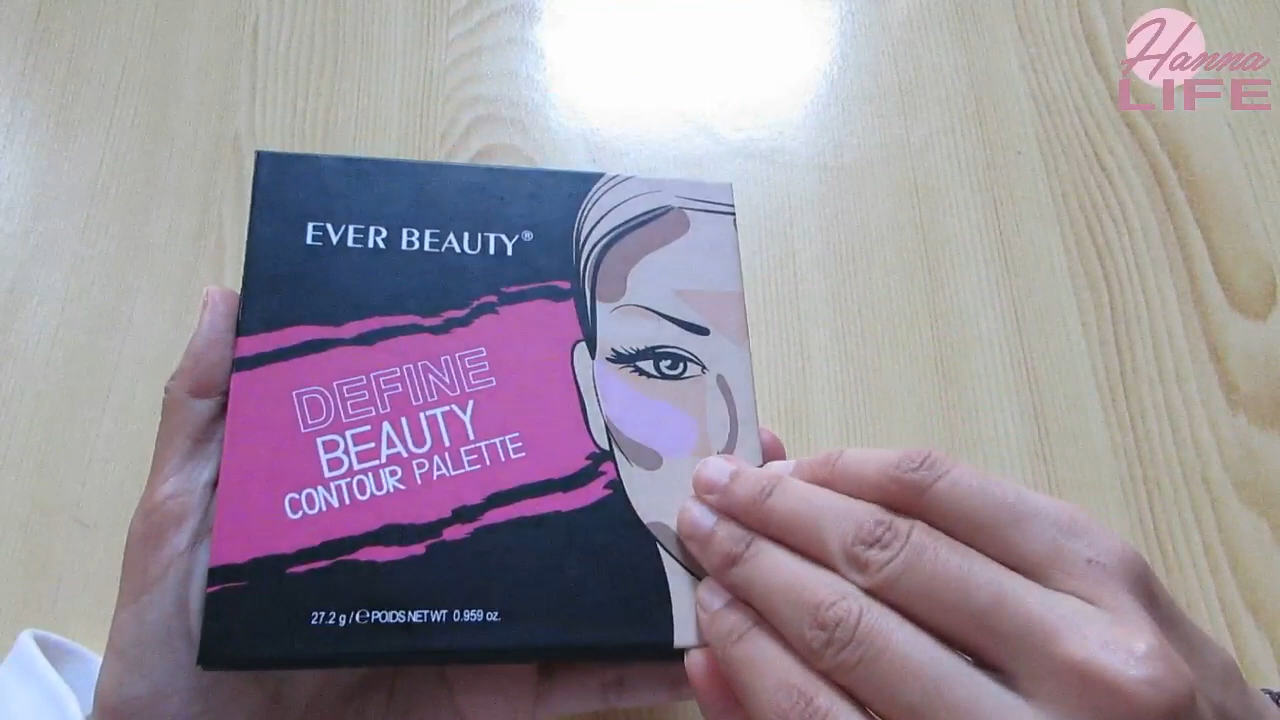 Hanna
LIFE
EVER BEAUTY®
DEFINE
BEAUTY
CONTOUR PALETTE
27.2 g / ℮ POIDS NET WT 0.959 oz.